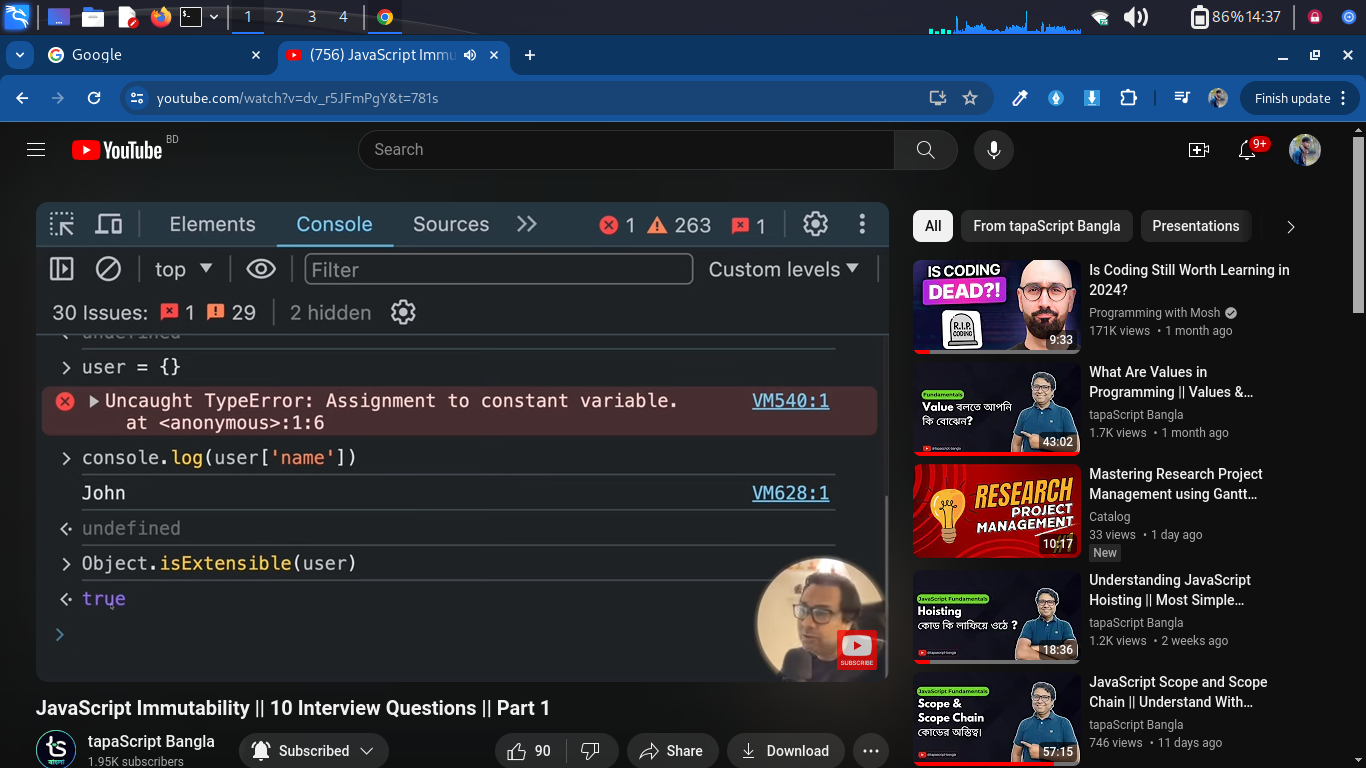 1
2
3
4
86%
14:37
Google
(756) JavaScript Immu
youtube.com/watch?v=dv_r5JFmPgY&t=781s
Finish update
YouTube
BD
Search
9+
Elements
Console
Sources
1
263
1
top
Filter
Custom levels
30 Issues:
1
29
2 hidden
undefined
user = {}
Uncaught TypeError: Assignment to constant variable.
VM540:1
at <anonymous>:1:6
console.log(user['name'])
John
VM628:1
undefined
Object.isExtensible(user)
true
SUBSCRIBE
JavaScript Immutability || 10 Interview Questions || Part 1
ts
বাংলা
tapaScript Bangla
1.95K subscribers
Subscribed
90
Share
Download
All
From tapaScript Bangla
Presentations
IS CODING
DEAD?!
R.I.P.
CODING
9:33
Is Coding Still Worth Learning in
2024?
Programming with Mosh
171K views • 1 month ago
Fundamentals
Value বলতে আপনি
কি বোঝেন?
43:02
What Are Values in
Programming || Values &...
tapaScript Bangla
1.7K views • 1 month ago
RESEARCH
PROJECT
MANAGEMENT
10:17
Mastering Research Project
Management using Gantt...
Catalog
33 views • 1 day ago
New
JavaScript Fundamentals
Hoisting
কোড কি লাফিয়ে ওঠে ?
18:36
Understanding JavaScript
Hoisting || Most Simple...
tapaScript Bangla
1.2K views • 2 weeks ago
JavaScript Fundamentals
Scope &
Scope Chain
কোডের অস্তিত্ব।
57:15
JavaScript Scope and Scope
Chain || Understand With...
tapaScript Bangla
746 views • 11 days ago